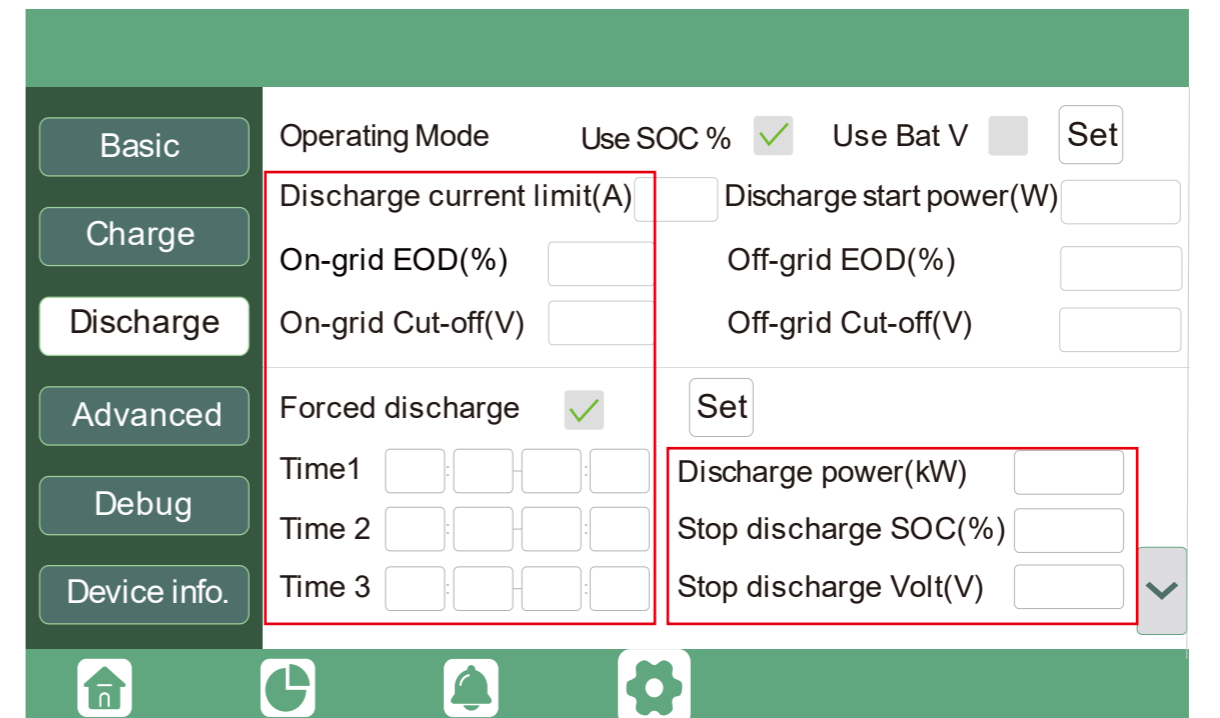 Basic
Charge
Discharge
Advanced
Debug
Device info.
Operating Mode Use SOC % Use Bat V Set
Discharge current limit(A) Discharge start power(W)
On-grid EOD(%) Off-grid EOD(%)
On-grid Cut-off(V) Off-grid Cut-off(V)
Forced discharge Set
Time1 : - : Discharge power(kW)
Time 2 : - : Stop discharge SOC(%)
Time 3 : - : Stop discharge Volt(V)